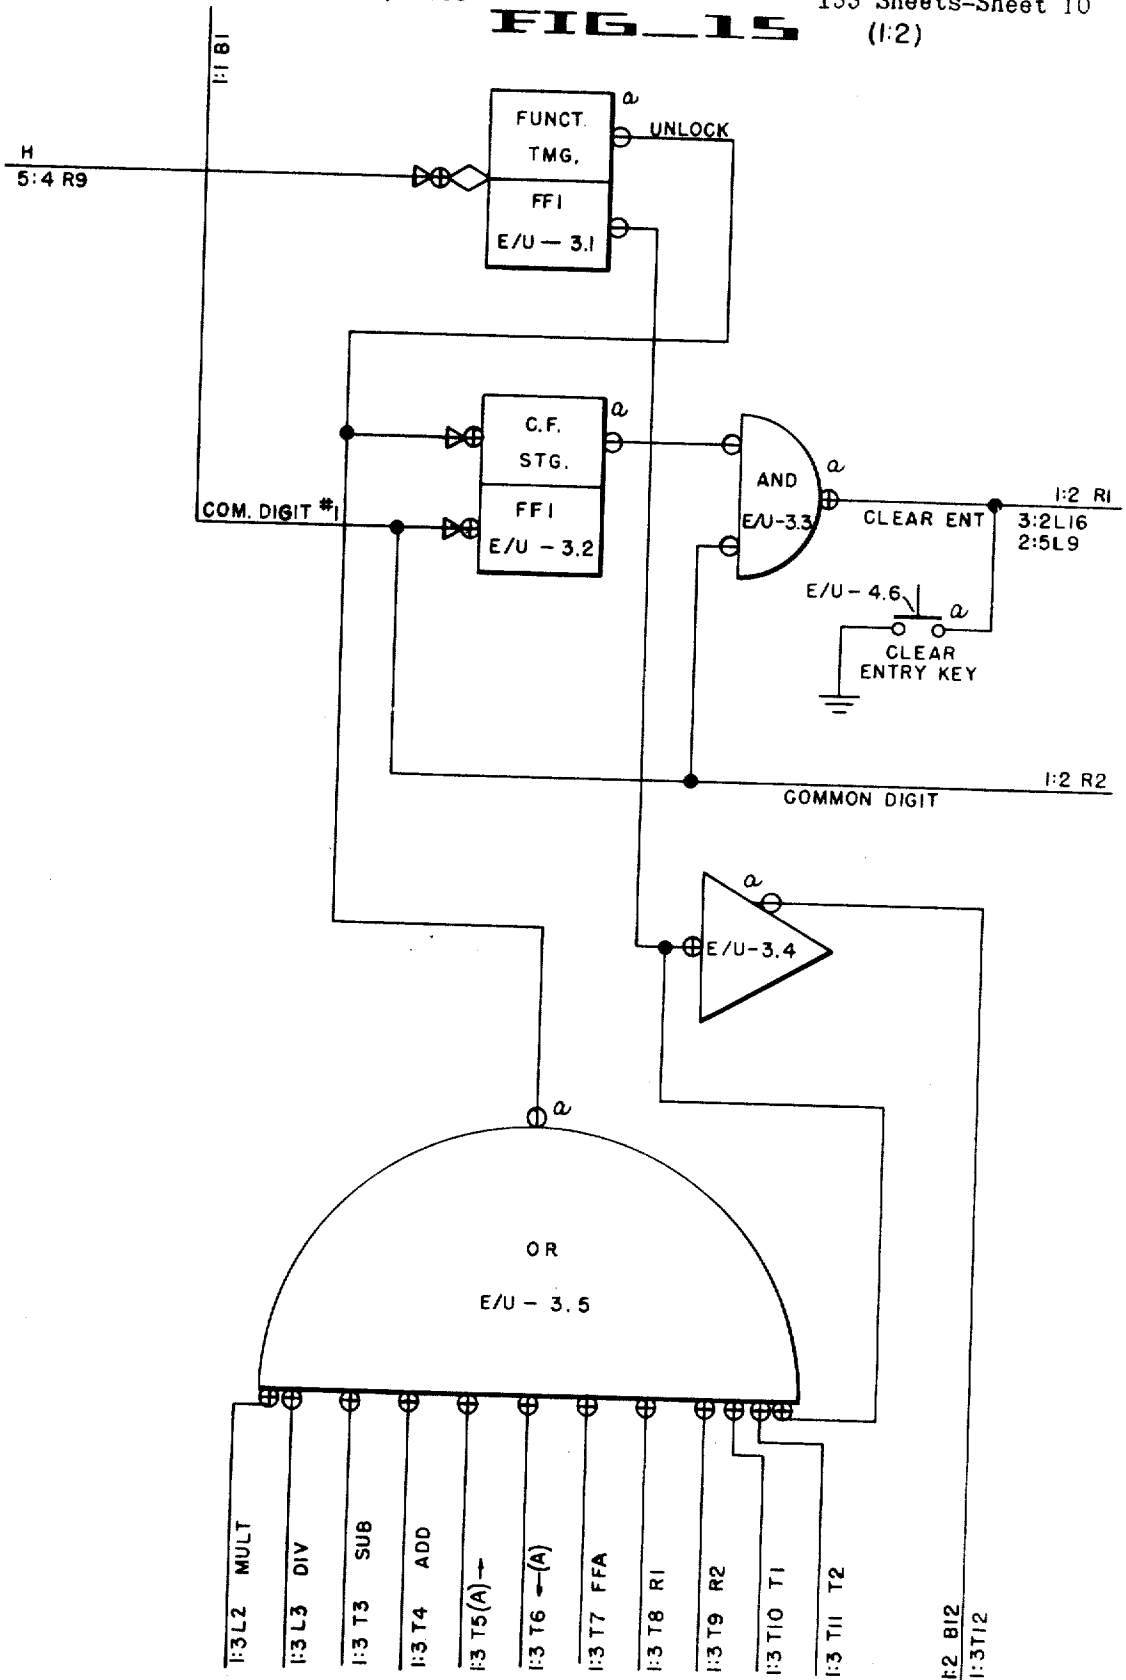 133 Sheets-Sheet 10
FIG_15
(1:2)
1:1 B1
H
5:4 R9
FUNCT.
TMG.
FF1
E/U — 3.1
a
UNLOCK
C.F.
STG.
FF1
E/U - 3.2
a
COM. DIGIT #1
AND
E/U-3.3
a
CLEAR ENT
1:2 R1
3:2L16
2:5L9
E/U - 4.6
a
CLEAR
ENTRY KEY
1:2 R2
COMMON DIGIT
a
E/U-3.4
a
OR
E/U - 3.5
1:3 L2 MULT
1:3 L3 DIV
1:3 T3 SUB
1:3 T4 ADD
1:3 T5(A)→
1:3 T6 ←(A)
1:3 T7 FFA
1:3 T8 R1
1:3 T9 R2
1:3 T10 T1
1:3 T11 T2
1:2 B12
1:3T12